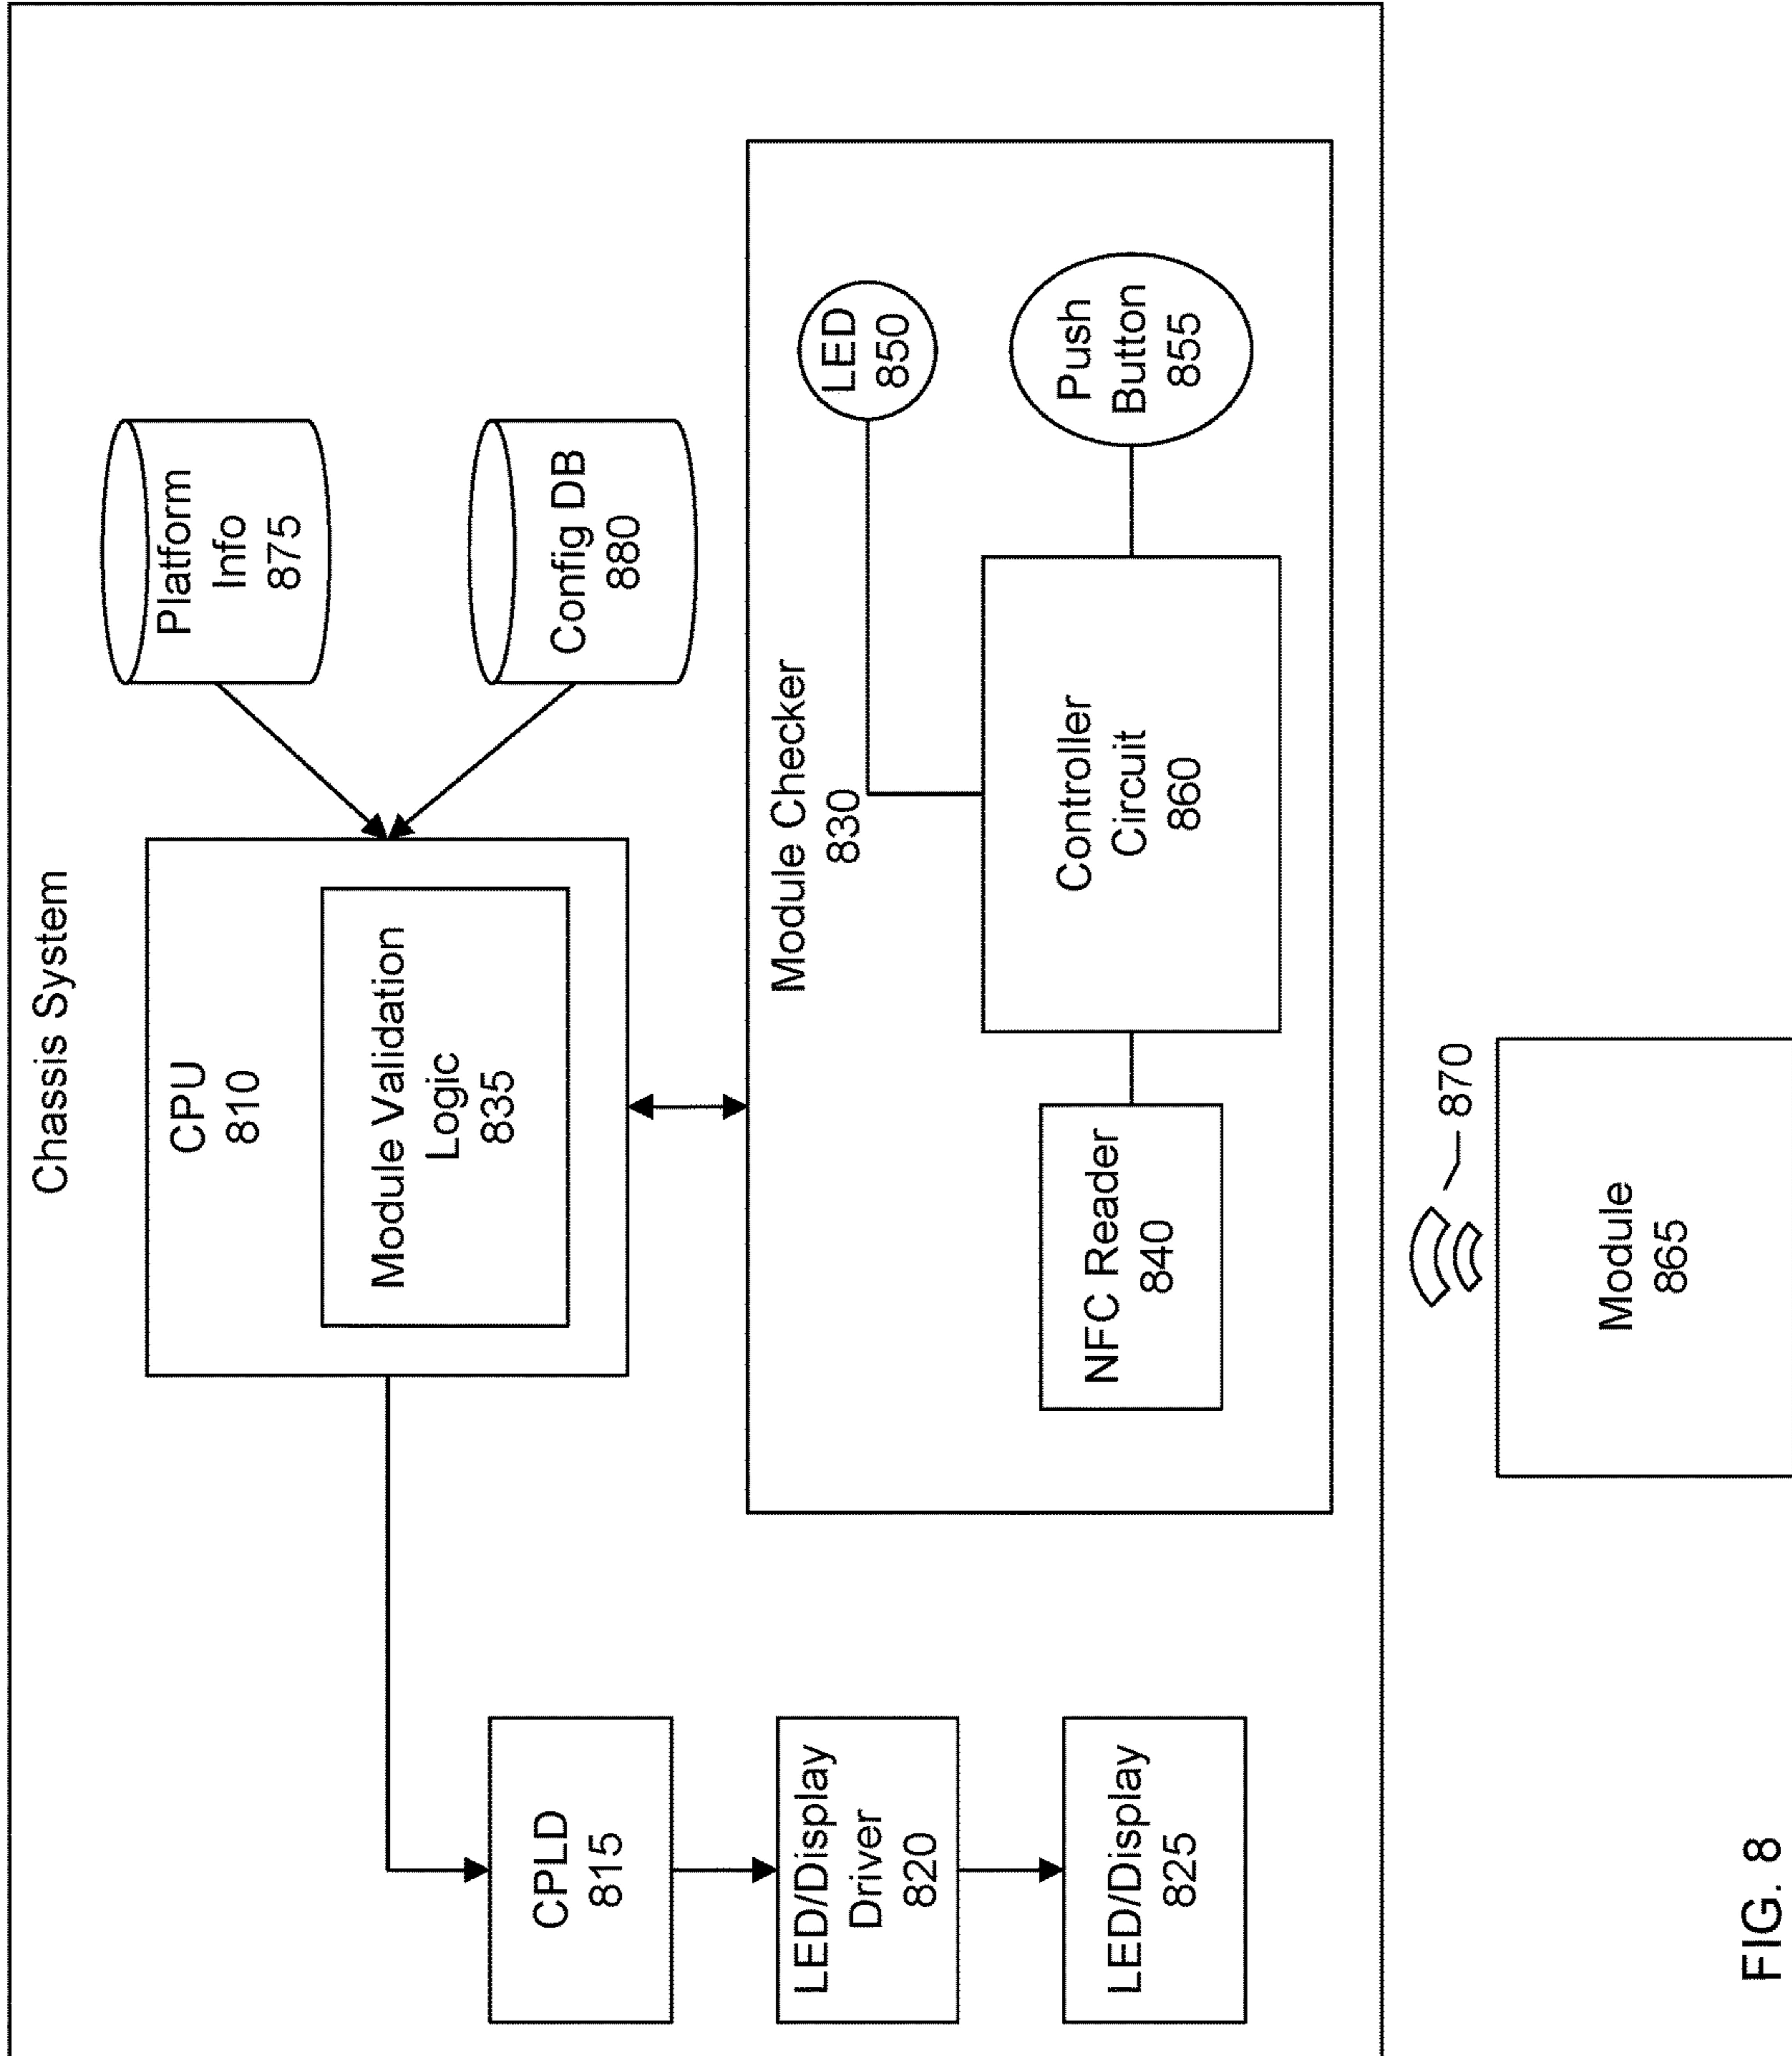 Chassis System
CPU
810
Module Validation
Logic
835
Platform
Info
875
Config DB
880
CPLD
815
LED/Display
Driver
820
LED/Display
825
Module Checker
830
LED
850
Push
Button
855
Controller
Circuit
860
NFC Reader
840
870
Module
865
FIG. 8